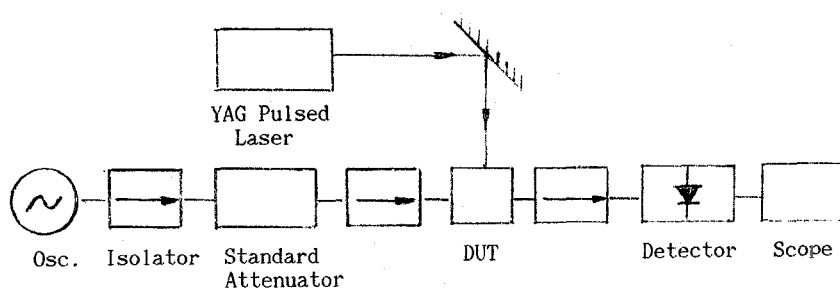 YAG Pulsed
Laser
Osc. Isolator Standard
Attenuator
DUT
Detector Scope